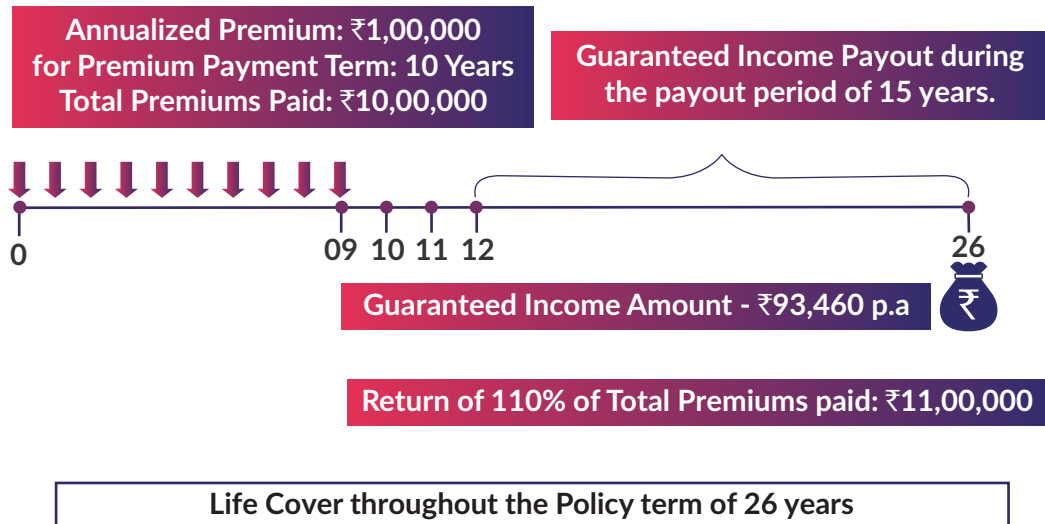 Annualized Premium: ₹1,00,000
for Premium Payment Term: 10 Years
Total Premiums Paid: ₹10,00,000
Guaranteed Income Payout during
the payout period of 15 years.
0
09
10
11
12
26
Guaranteed Income Amount - ₹93,460 p.a
₹
Return of 110% of Total Premiums paid: ₹11,00,000
Life Cover throughout the Policy term of 26 years